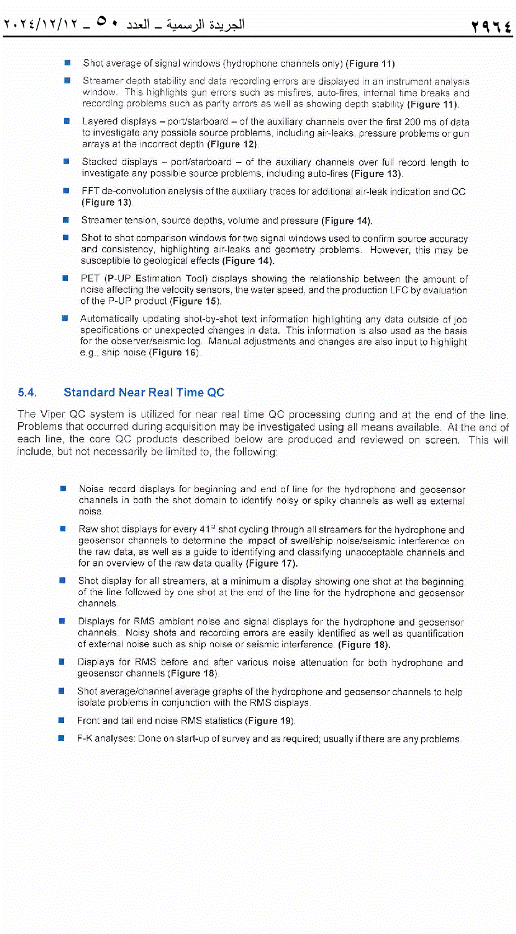 ٢٩٦٤ الجريدة الرسمية – العدد ٥٠ – ٢٠٢٤/١٢/١٢
■ Shot average of signal windows (hydrophone channels only) (Figure 11)
■ Streamer depth stability and data recording errors are displayed in an instrument analysis
window. This highlights gun errors such as misfires, auto-fires, internal time breaks and
recording problems such as parity errors as well as showing depth stability (Figure 11).
■ Layered displays – port/starboard – of the auxiliary channels over the first 200 ms of data
to investigate any possible source problems, including air-leaks, pressure problems or gun
arrays at the incorrect depth (Figure 12).
■ Stacked displays – port/starboard – of the auxiliary channels over full record length to
investigate any possible source problems, including auto-fires (Figure 13).
■ FFT de-convolution analysis of the auxiliary traces for additional air-leak indication and QC
(Figure 13)
■ Streamer tension, source depths, volume and pressure (Figure 14).
■ Shot to shot comparison windows for two signal windows used to confirm source accuracy
and consistency, highlighting air-leaks and geometry problems. However, this may be
susceptible to geological effects (Figure 14).
■ PET (P-UP Estimation Tool) displays showing the relationship between the amount of
noise affecting the velocity sensors, the water speed, and the production LFC by evaluation
of the P-UP product (Figure 15).
■ Automatically updating shot-by-shot text information highlighting any data outside of job
specifications or unexpected changes in data. This information is also used as the basis
for the observer/seismic log. Manual adjustments and changes are also input to highlight
e.g., ship noise (Figure 16).
5.4. Standard Near Real Time QC
The Viper QC system is utilized for near real time QC processing during and at the end of the line.
Problems that occurred during acquisition may be investigated using all means available. At the end of
each line, the core QC products described below are produced and reviewed on screen. This will
include, but not necessarily be limited to, the following:
■ Noise record displays for beginning and end of line for the hydrophone and geosensor
channels in both the shot domain to identify noisy or spiky channels as well as external
noise.
■ Raw shot displays for every 41st shot cycling through all streamers for the hydrophone and
geosensor channels to determine the impact of swell/ship noise/seismic interference on
the raw data, as well as a guide to identifying and classifying unacceptable channels and
for an overview of the raw data quality (Figure 17).
■ Shot display for all streamers, at a minimum a display showing one shot at the beginning
of the line followed by one shot at the end of the line for the hydrophone and geosensor
channels.
■ Displays for RMS ambient noise and signal displays for the hydrophone and geosensor
channels. Noisy shots and recording errors are easily identified as well as quantification
of external noise such as ship noise or seismic interference. (Figure 18).
■ Displays for RMS before and after various noise attenuation for both hydrophone and
geosensor channels (Figure 18).
■ Shot average/channel average graphs of the hydrophone and geosensor channels to help
isolate problems in conjunction with the RMS displays.
■ Front and tail end noise RMS statistics (Figure 19).
■ F-K analyses: Done on start-up of survey and as required; usually if there are any problems.